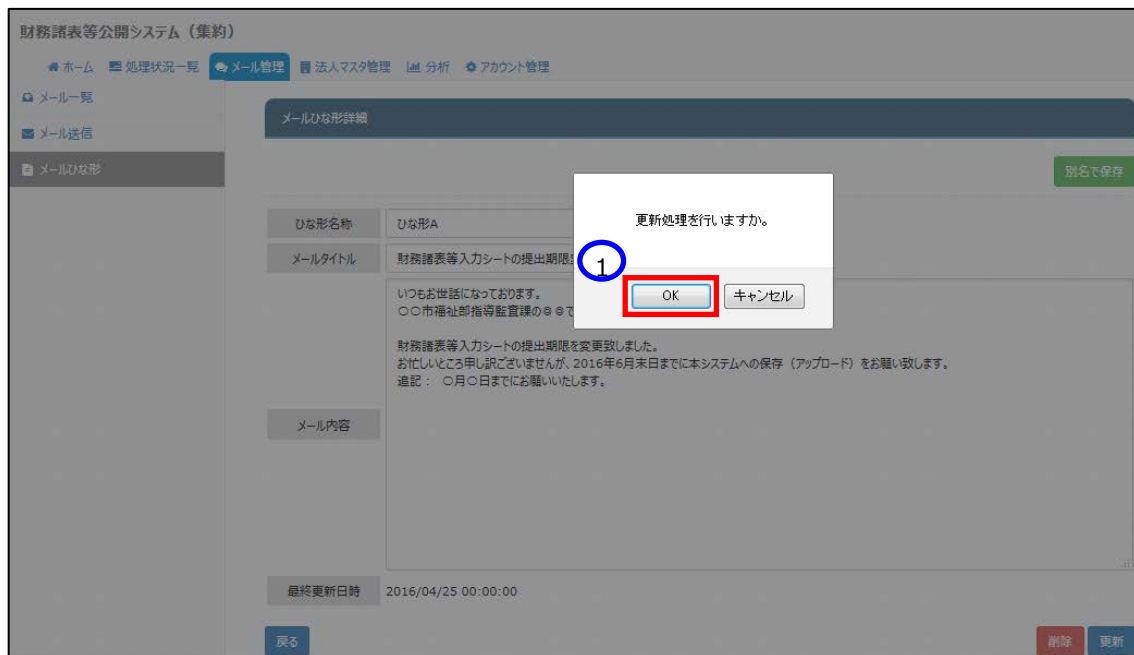 財務諸表等公開システム（集約）
ホーム 処理状況一覧 メール管理 法人マスタ管理 分析 アカウント管理
メール一覧
メール送信
メールひな形
メールひな形詳細
別名で保存
更新処理を行いますか。
1
OK キャンセル
ひな形名称 ひな形A
メールタイトル 財務諸表等入力シートの提出期限
いつもお世話になっております。
〇〇市福祉部指導監査課の◎◎で
財務諸表等入力シートの提出期限を変更致しました。
お忙しいところ申し訳ございませんが、2016年6月末日までに本システムへの保存（アップロード）をお願い致します。
追記： 〇月〇日までにお願いいたします。
メール内容
最終更新日時 2016/04/25 00:00:00
戻る 削除 更新